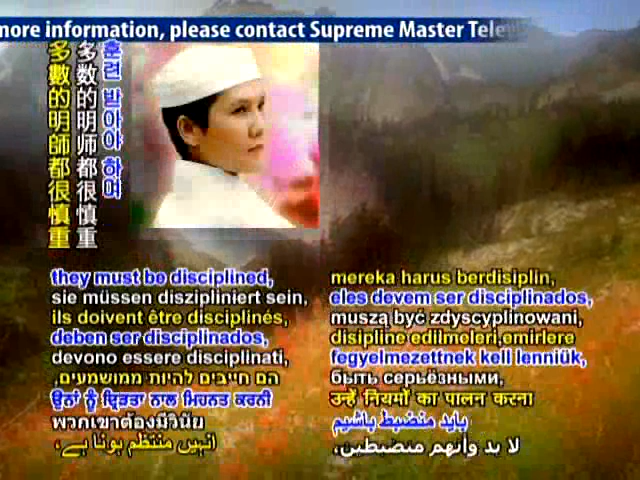 more information, please contact Supreme Master Tele
多數的明師都很慎重
多数的明师都很慎重
훈련 받아야 하며
they must be disciplined,
sie müssen diszipliniert sein,
ils doivent être disciplinés,
deben ser disciplinados,
devono essere disciplinati,
הם חייבים להיות ממושמעים,
ਉਨਾਂ ਨੂੰ ਦ੍ਰਿੜਤਾ ਨਾਲ ਮਿਹਨਤ ਕਰਨੀ
พวกเขาต้องมีวินัย
انہیں منتظم ہونا ہے،
mereka harus berdisiplin,
eles devem ser disciplinados,
muszą być zdyscyplinowani,
disipline edilmeleri,emirlere
fegyelmezettnek kell lenniük,
быть серьёзными,
उन्हें नियमों का पालन करना
باید منضبط باشیم
لا بد وأنهم منضبطين،